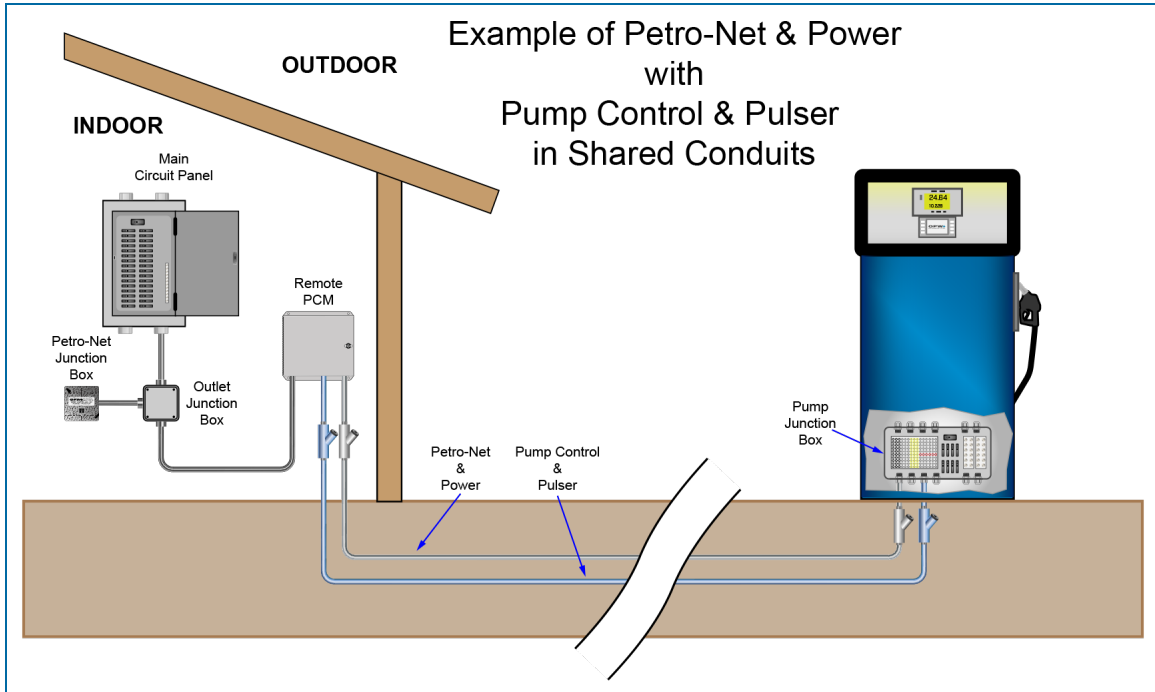 Example of Petro-Net & Power
with
Pump Control & Pulser
in Shared Conduits
OUTDOOR
INDOOR
Main
Circuit Panel
Remote
PCM
Petro-Net
Junction
Box
Outlet
Junction
Box
Petro-Net
&
Power
Pump Control
&
Pulser
Pump
Junction
Box
24.84
10.529